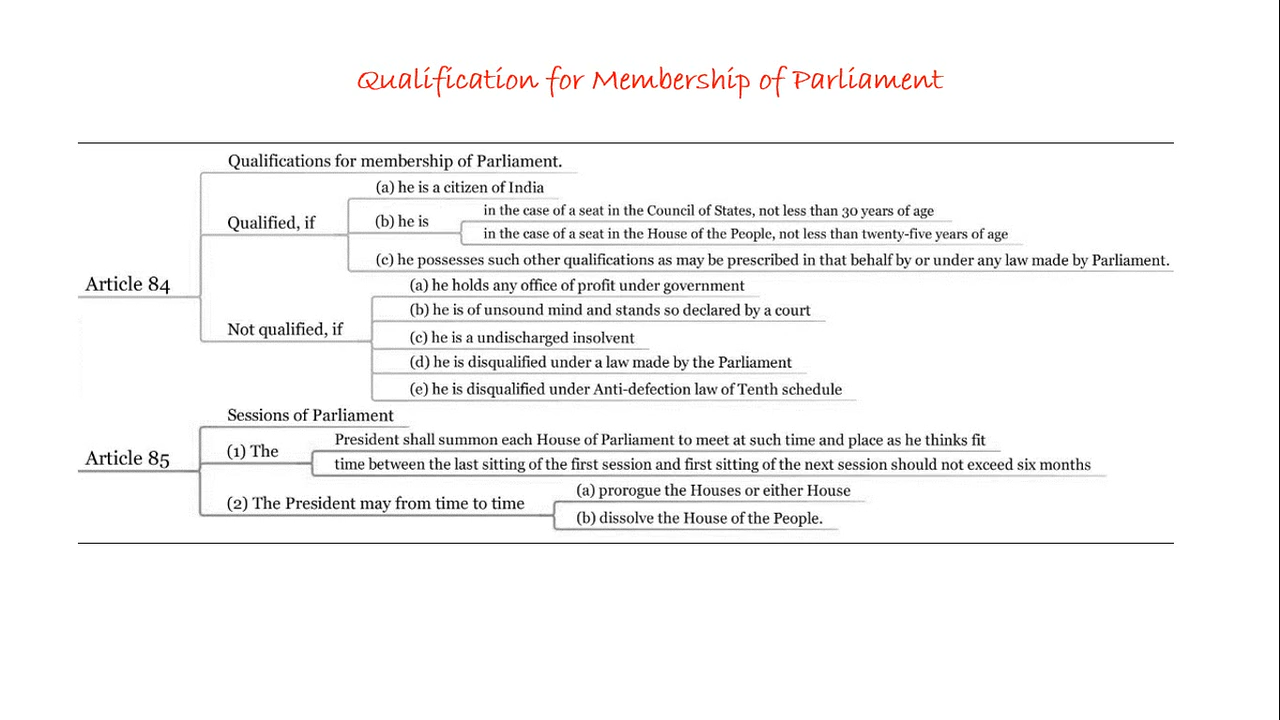 Qualification for Membership of Parliament
Article 84
Qualifications for membership of Parliament.
Qualified, if
(a) he is a citizen of India
(b) he is
in the case of a seat in the Council of States, not less than 30 years of age
in the case of a seat in the House of the People, not less than twenty-five years of age
(c) he possesses such other qualifications as may be prescribed in that behalf by or under any law made by Parliament.
Not qualified, if
(a) he holds any office of profit under government
(b) he is of unsound mind and stands so declared by a court
(c) he is a undischarged insolvent
(d) he is disqualified under a law made by the Parliament
(e) he is disqualified under Anti-defection law of Tenth schedule
Article 85
Sessions of Parliament
(1) The
President shall summon each House of Parliament to meet at such time and place as he thinks fit
time between the last sitting of the first session and first sitting of the next session should not exceed six months
(2) The President may from time to time
(a) prorogue the Houses or either House
(b) dissolve the House of the People.